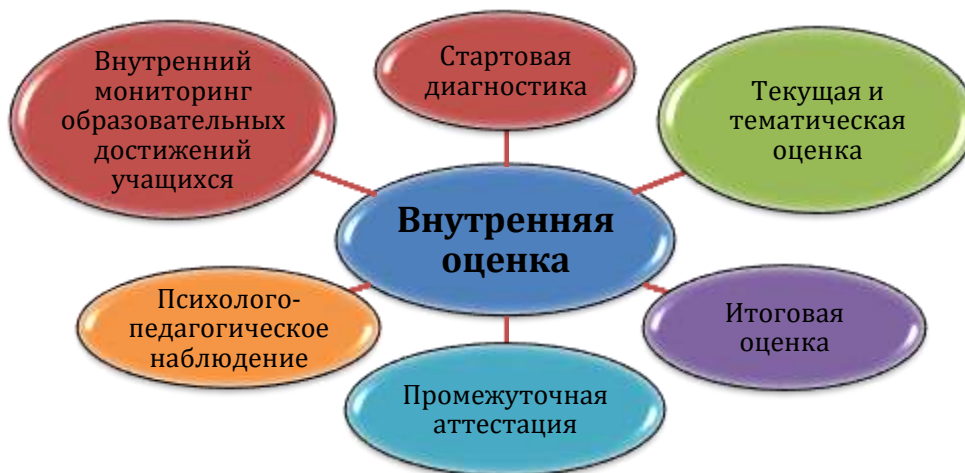 Внутренний
мониторинг
образовательных
достижений
учащихся
Стартовая
диагностика
Текущая и
тематическая
оценка
Внутренняя
оценка
Психолого-
педагогическое
наблюдение
Итоговая
оценка
Промежуточная
аттестация